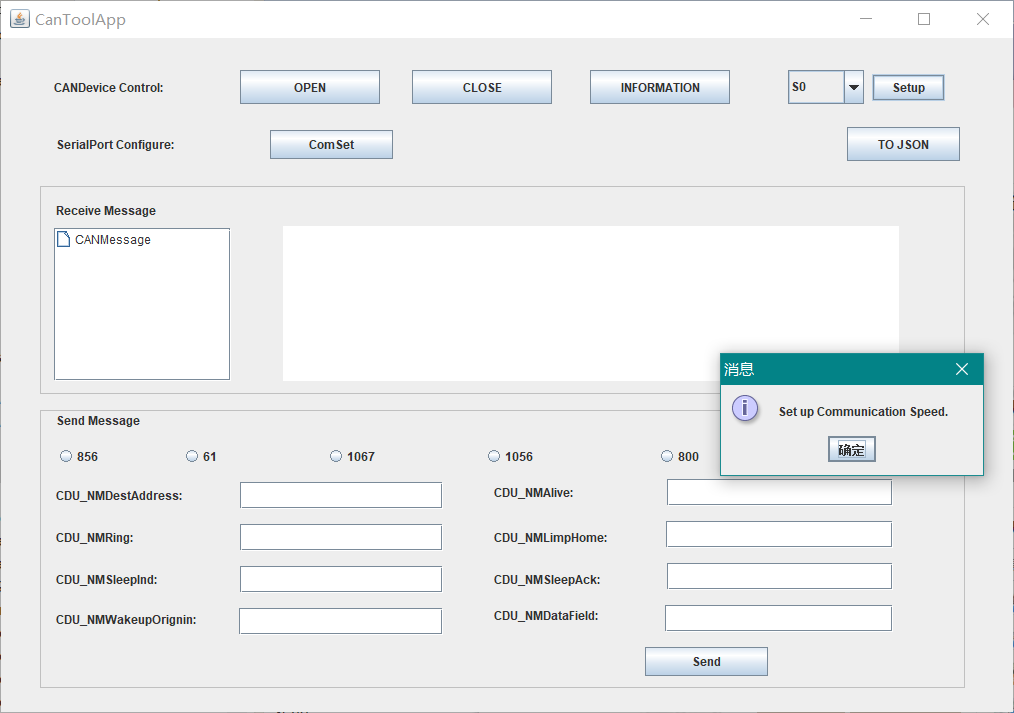 CanToolApp
CANDevice Control:
OPEN
CLOSE
INFORMATION
S0
Setup
SerialPort Configure:
ComSet
TO JSON
Receive Message
CANMessage
消息
Set up Communication Speed.
确定
Send Message
856
61
1067
1056
800
CDU_NMDestAddress:
CDU_NMAlive:
CDU_NMRing:
CDU_NMLimpHome:
CDU_NMSleepInd:
CDU_NMSleepAck:
CDU_NMWakeupOrignin:
CDU_NMDataField:
Send